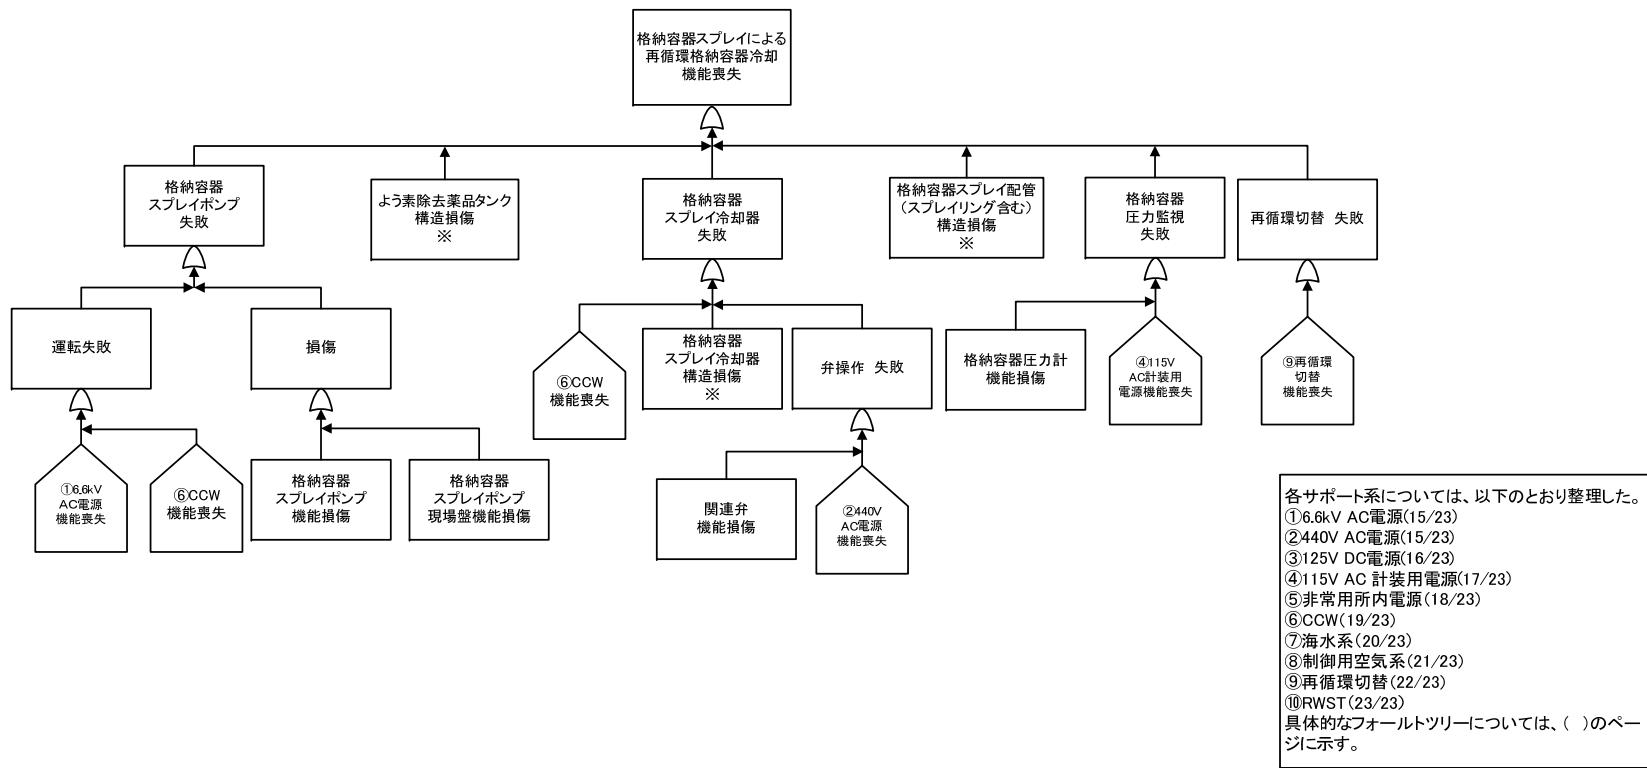 格納容器スプレイによる
再循環格納容器冷却
機能喪失
格納容器
スプレイポンプ
失敗
よう素除去薬品タンク
構造損傷
※
格納容器
スプレイ冷却器
失敗
格納容器スプレイ配管
(スプレイリング含む)
構造損傷
※
格納容器
圧力監視
失敗
再循環切替 失敗
運転失敗
損傷
⑥CCW
機能喪失
格納容器
スプレイ冷却器
構造損傷
※
弁操作 失敗
格納容器圧力計
機能損傷
④115V
AC計装用
電源機能喪失
⑨再循環
切替
機能喪失
①6.6kV
AC電源
機能喪失
⑥CCW
機能喪失
格納容器
スプレイポンプ
機能損傷
格納容器
スプレイポンプ
現場盤機能損傷
関連弁
機能損傷
②440V
AC電源
機能喪失
各サポート系については、以下のとおり整理した。
①6.6kV AC電源(15/23)
②440V AC電源(15/23)
③125V DC電源(16/23)
④115V AC 計装用電源(17/23)
⑤非常用所内電源(18/23)
⑥CCW(19/23)
⑦海水系(20/23)
⑧制御用空気系(21/23)
⑨再循環切替(22/23)
⑩RWST(23/23)
具体的なフォールトツリーについては、( )のペー
ジに示す。